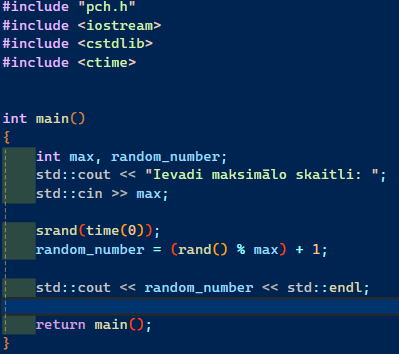 #include "pch.h"
#include <iostream>
#include <cstdlib>
#include <ctime>
int main()
{
int max, random_number;
std::cout << "Ievadi maksimālo skaitli: ";
std::cin >> max;
srand(time(0));
random_number = (rand() % max) + 1;
std::cout << random_number << std::endl;
return main();
}